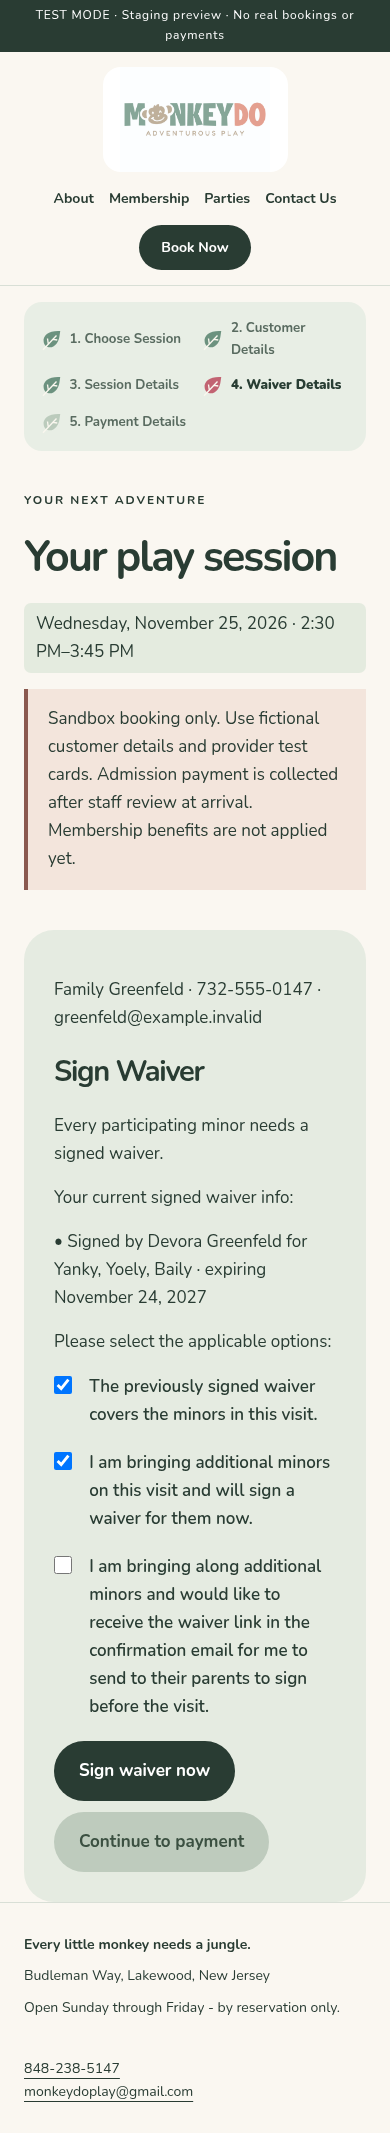 TEST MODE · Staging preview · No real bookings or
payments
MONKEYDO
ADVENTUROUS PLAY
About Membership Parties Contact Us
Book Now
1. Choose Session
2. Customer
Details
3. Session Details
4. Waiver Details
5. Payment Details
YOUR NEXT ADVENTURE
Your play session
Wednesday, November 25, 2026 · 2:30
PM–3:45 PM
Sandbox booking only. Use fictional
customer details and provider test
cards. Admission payment is collected
after staff review at arrival.
Membership benefits are not applied
yet.
Family Greenfeld · 732-555-0147 ·
greenfeld@example.invalid
Sign Waiver
Every participating minor needs a
signed waiver.
Your current signed waiver info:
• Signed by Devora Greenfeld for
Yanky, Yoely, Baily · expiring
November 24, 2027
Please select the applicable options:
The previously signed waiver
covers the minors in this visit.
I am bringing additional minors
on this visit and will sign a
waiver for them now.
I am bringing along additional
minors and would like to
receive the waiver link in the
confirmation email for me to
send to their parents to sign
before the visit.
Sign waiver now
Continue to payment
Every little monkey needs a jungle.
Budleman Way, Lakewood, New Jersey
Open Sunday through Friday - by reservation only.
848-238-5147
monkeydoplay@gmail.com